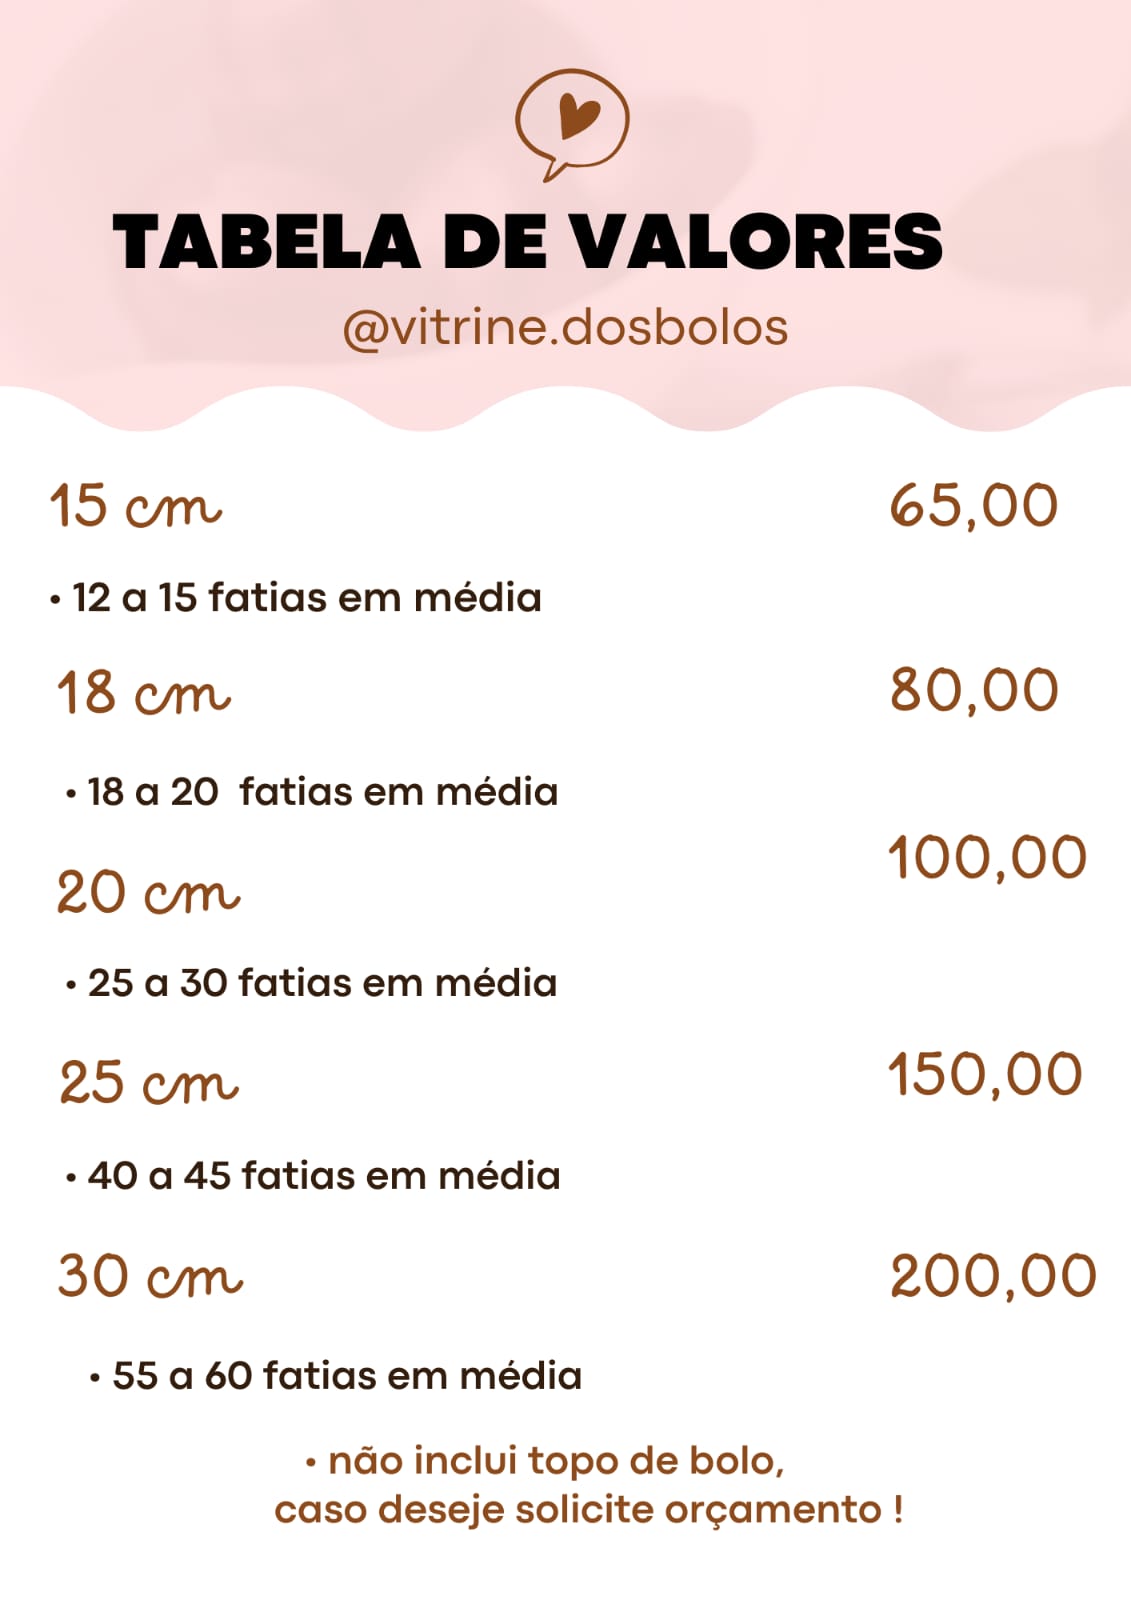 TABELA DE VALORES
@vitrine.dosbolos
15 cm 65,00
• 12 a 15 fatias em média
18 cm 80,00
• 18 a 20 fatias em média
20 cm 100,00
• 25 a 30 fatias em média
25 cm 150,00
• 40 a 45 fatias em média
30 cm 200,00
• 55 a 60 fatias em média
• não inclui topo de bolo,
caso deseje solicite orçamento !